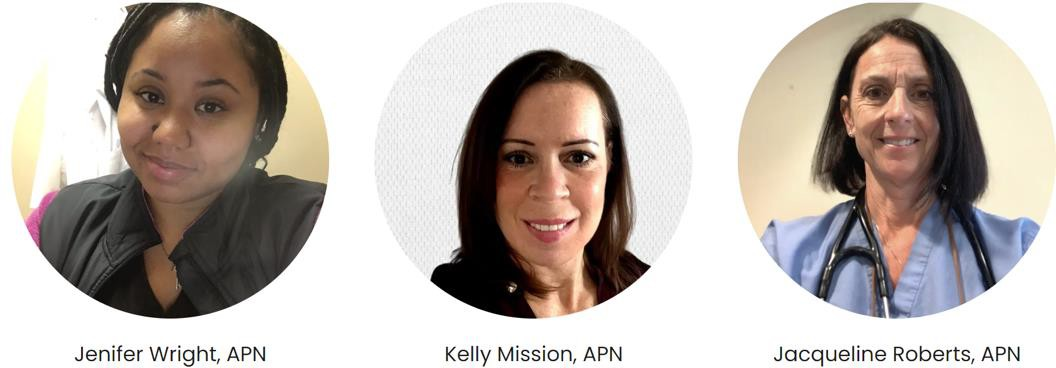 Jenifer Wright, APN
Kelly Mission, APN
Jacqueline Roberts, APN